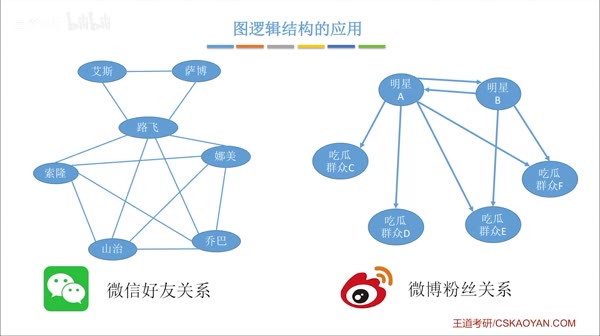 bilibili
图逻辑结构的应用
艾斯
萨博
路飞
索隆
娜美
山治
乔巴
微信好友关系
明星
A
明星
B
吃瓜
群众C
吃瓜
群众F
吃瓜
群众D
吃瓜
群众E
微博粉丝关系
王道考研/CSKAOYAN.COM